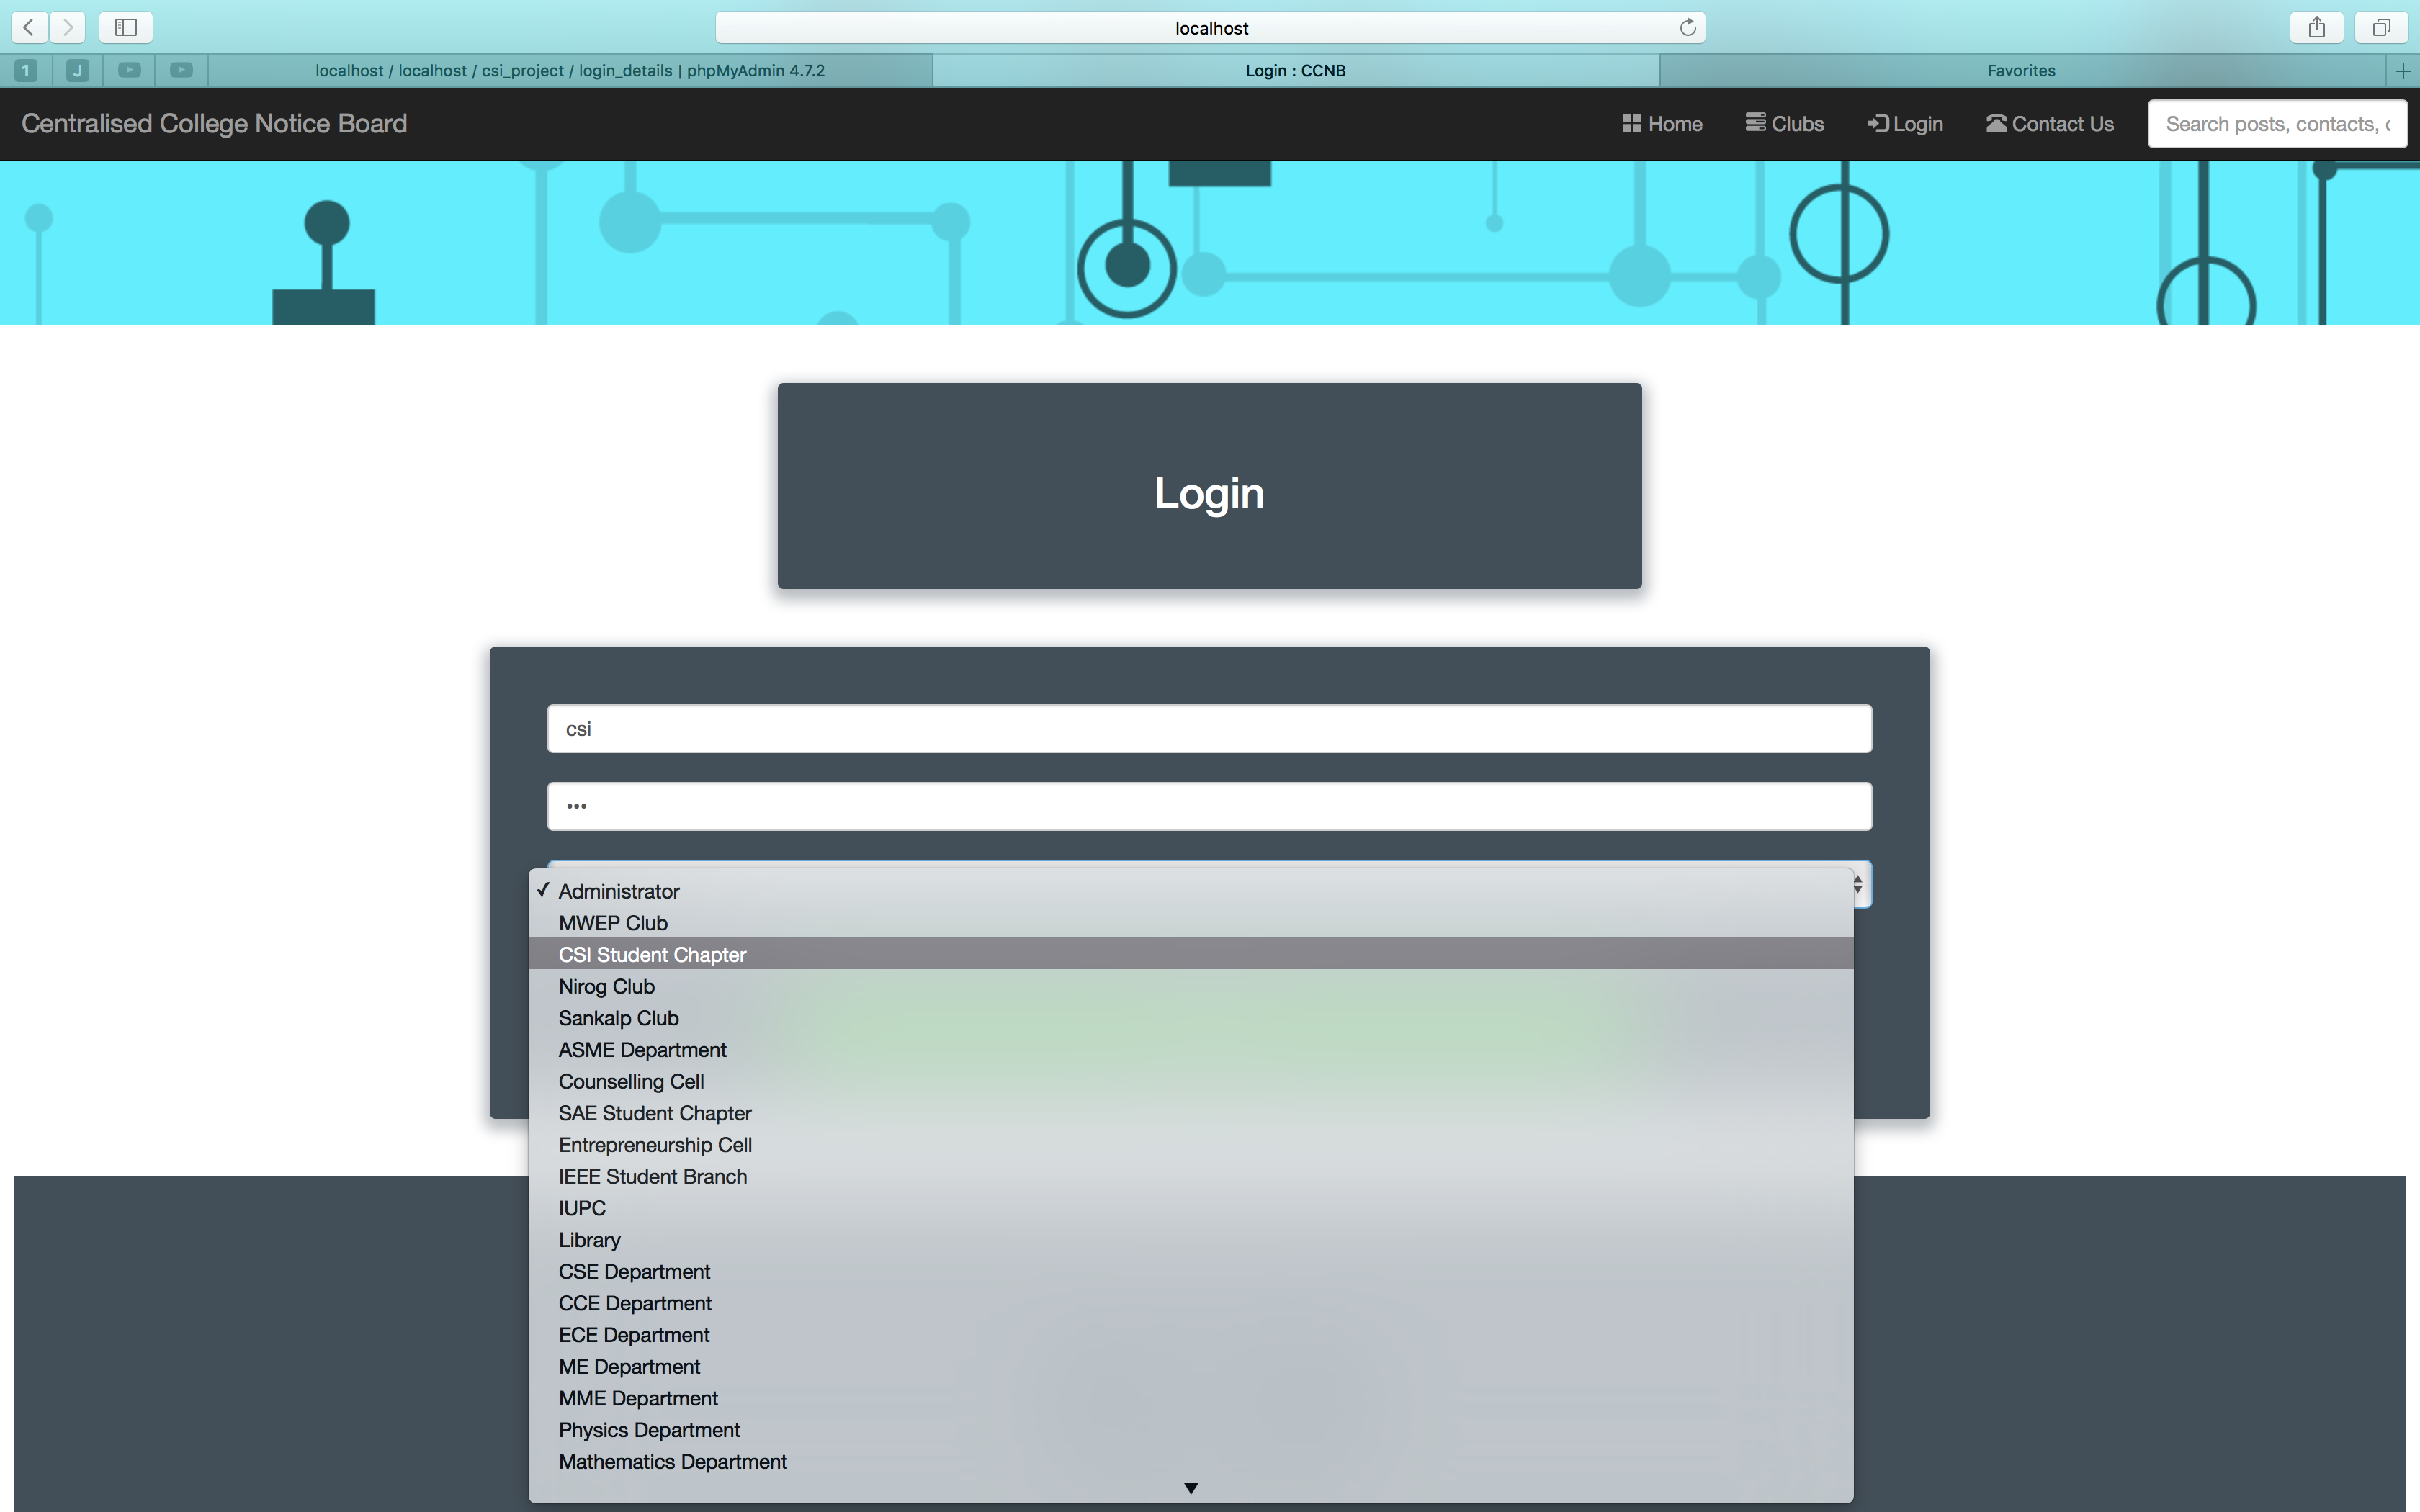 localhost
1
J
localhost / localhost / csi_project / login_details | phpMyAdmin 4.7.2
Login : CCNB
Favorites
Centralised College Notice Board
Home
Clubs
Login
Contact Us
Search posts, contacts, c
Login
csi
•••
✓ Administrator
MWEP Club
CSI Student Chapter
Nirog Club
Sankalp Club
ASME Department
Counselling Cell
SAE Student Chapter
Entrepreneurship Cell
IEEE Student Branch
IUPC
Library
CSE Department
CCE Department
ECE Department
ME Department
MME Department
Physics Department
Mathematics Department